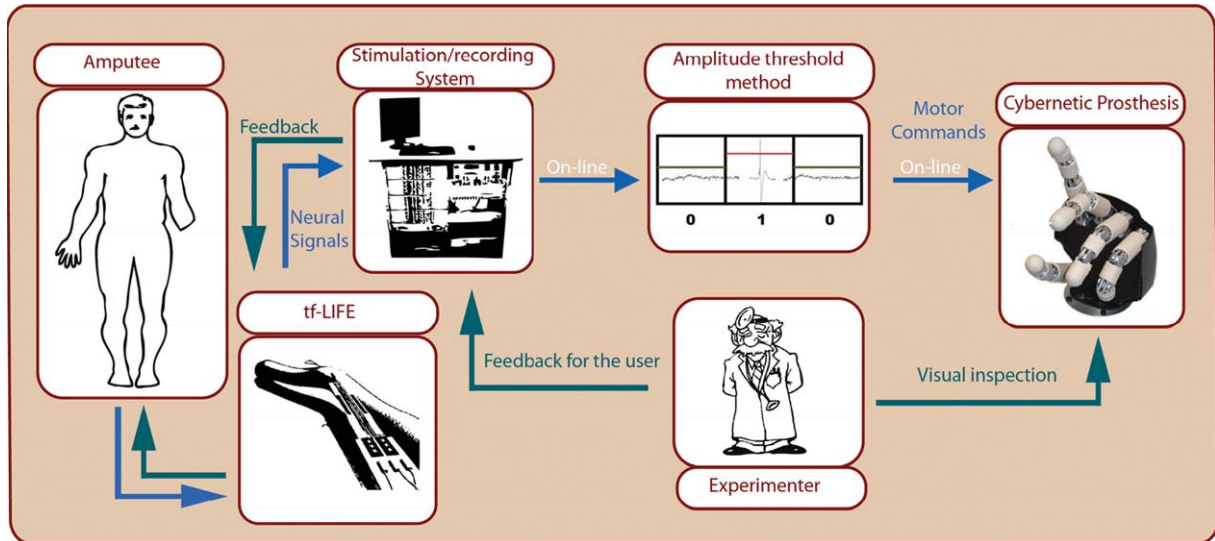 Amputee
Stimulation/recording
System
Amplitude threshold
method
Cybernetic Prosthesis
Feedback
Neural
Signals
On-line
0 1 0
Motor
Commands
On-line
tf-LIFE
Feedback for the user
Experimenter
Visual inspection